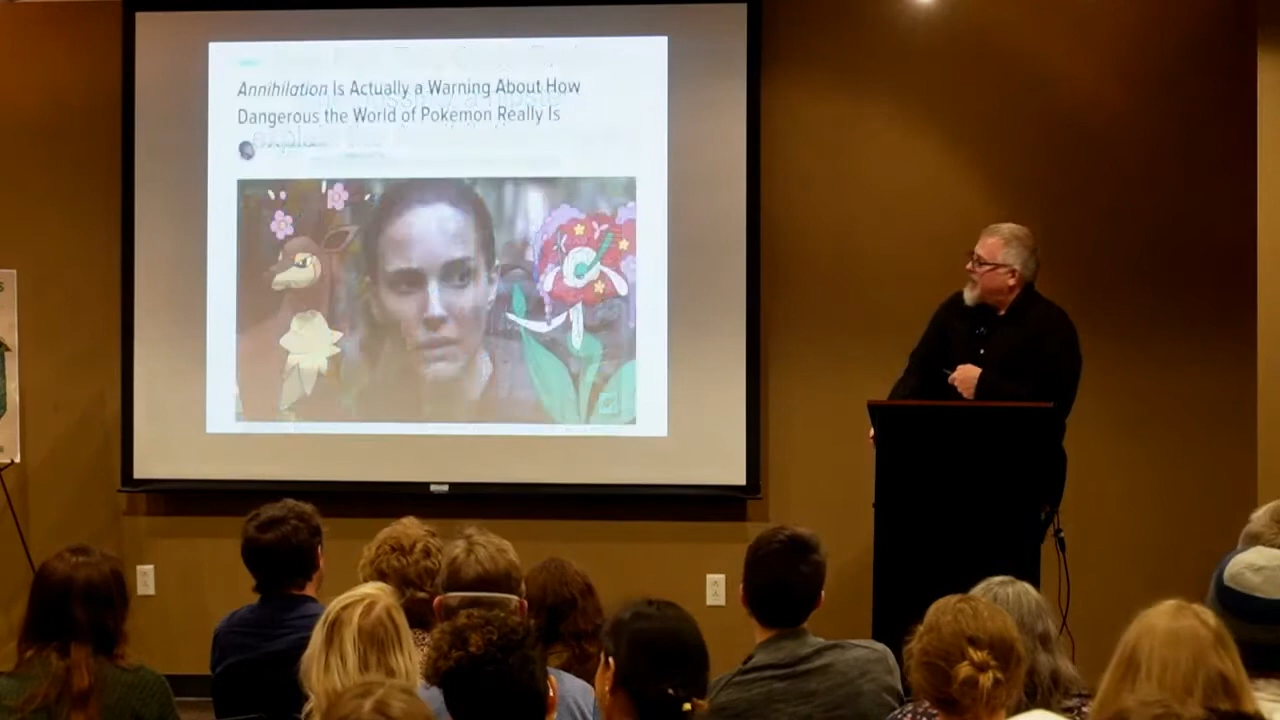 Annihilation Is Actually a Warning About How
Dangerous the World of Pokemon Really Is